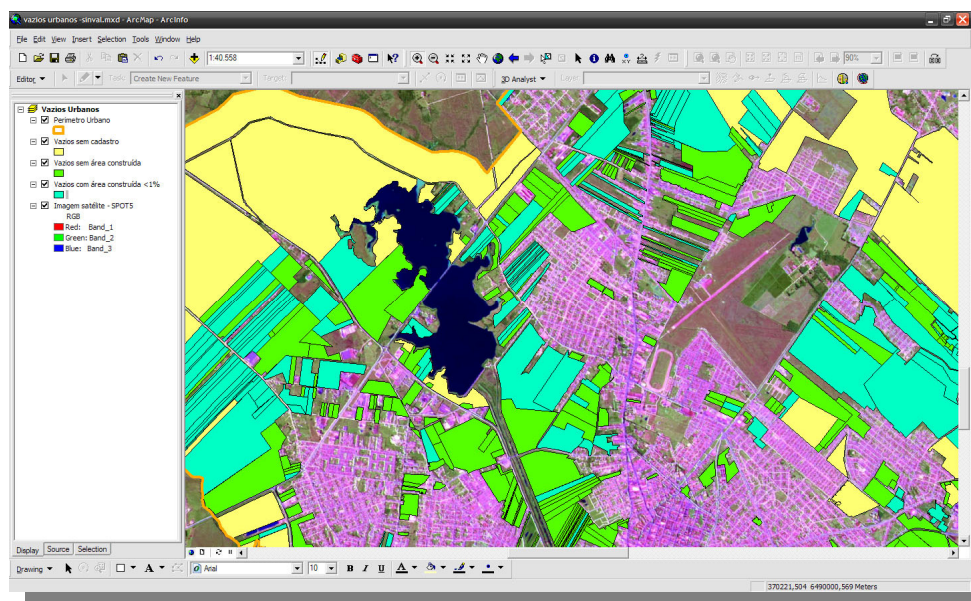 vazios urbanos -sinval.mxd - ArcMap - ArcInfo
File Edit View Insert Selection Tools Window Help
1:40.558
90%
Editor Task: Create New Feature Target: 3D Analyst Layer:
Vazios Urbanos
Perimetro Urbano
Vazios sem cadastro
Vazios sem área construída
Vazios com área construída <1%
Imagem satélite - SPOT5
RGB
Red: Band_1
Green: Band_2
Blue: Band_3
Display Source Selection
Drawing A Arial 10 B I U A
370221,504 6490000,569 Meters